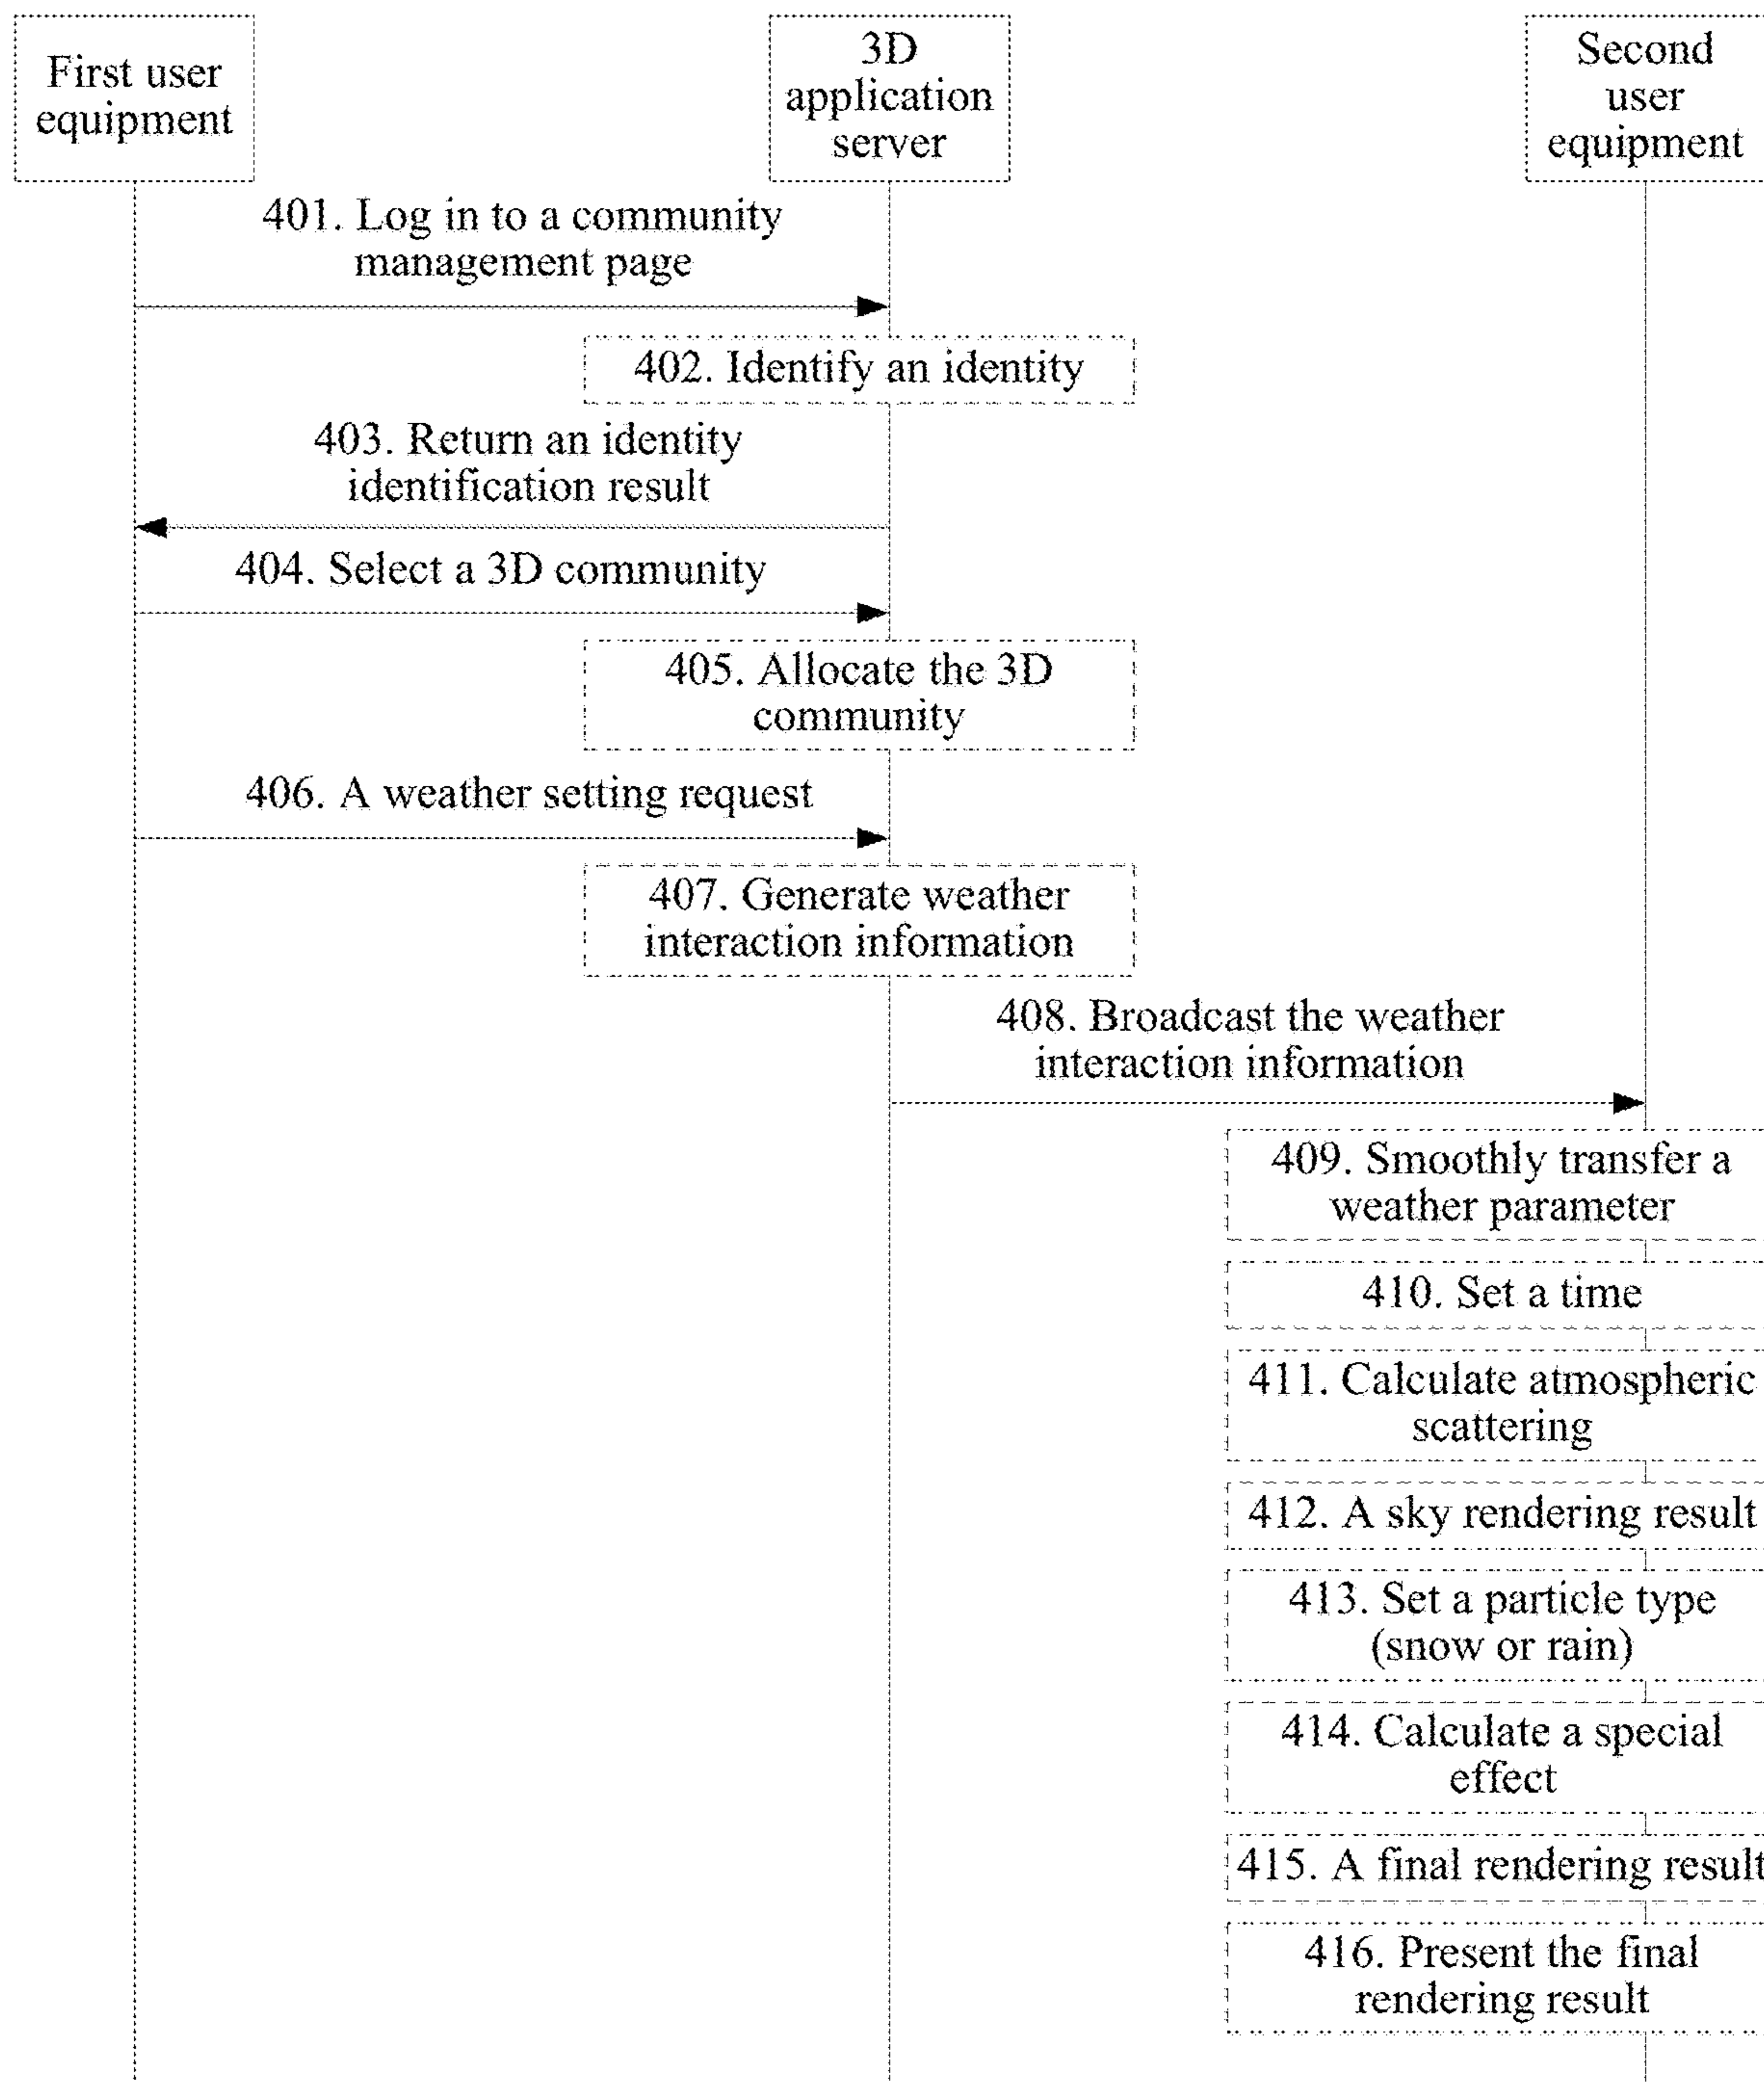 First user
equipment
3D
application
server
Second
user
equipment
401. Log in to a community
management page
402. Identify an identity
403. Return an identity
identification result
404. Select a 3D community
405. Allocate the 3D
community
406. A weather setting request
407. Generate weather
interaction information
408. Broadcast the weather
interaction information
409. Smoothly transfer a
weather parameter
410. Set a time
411. Calculate atmospheric
scattering
412. A sky rendering result
413. Set a particle type
(snow or rain)
414. Calculate a special
effect
415. A final rendering result
416. Present the final
rendering result